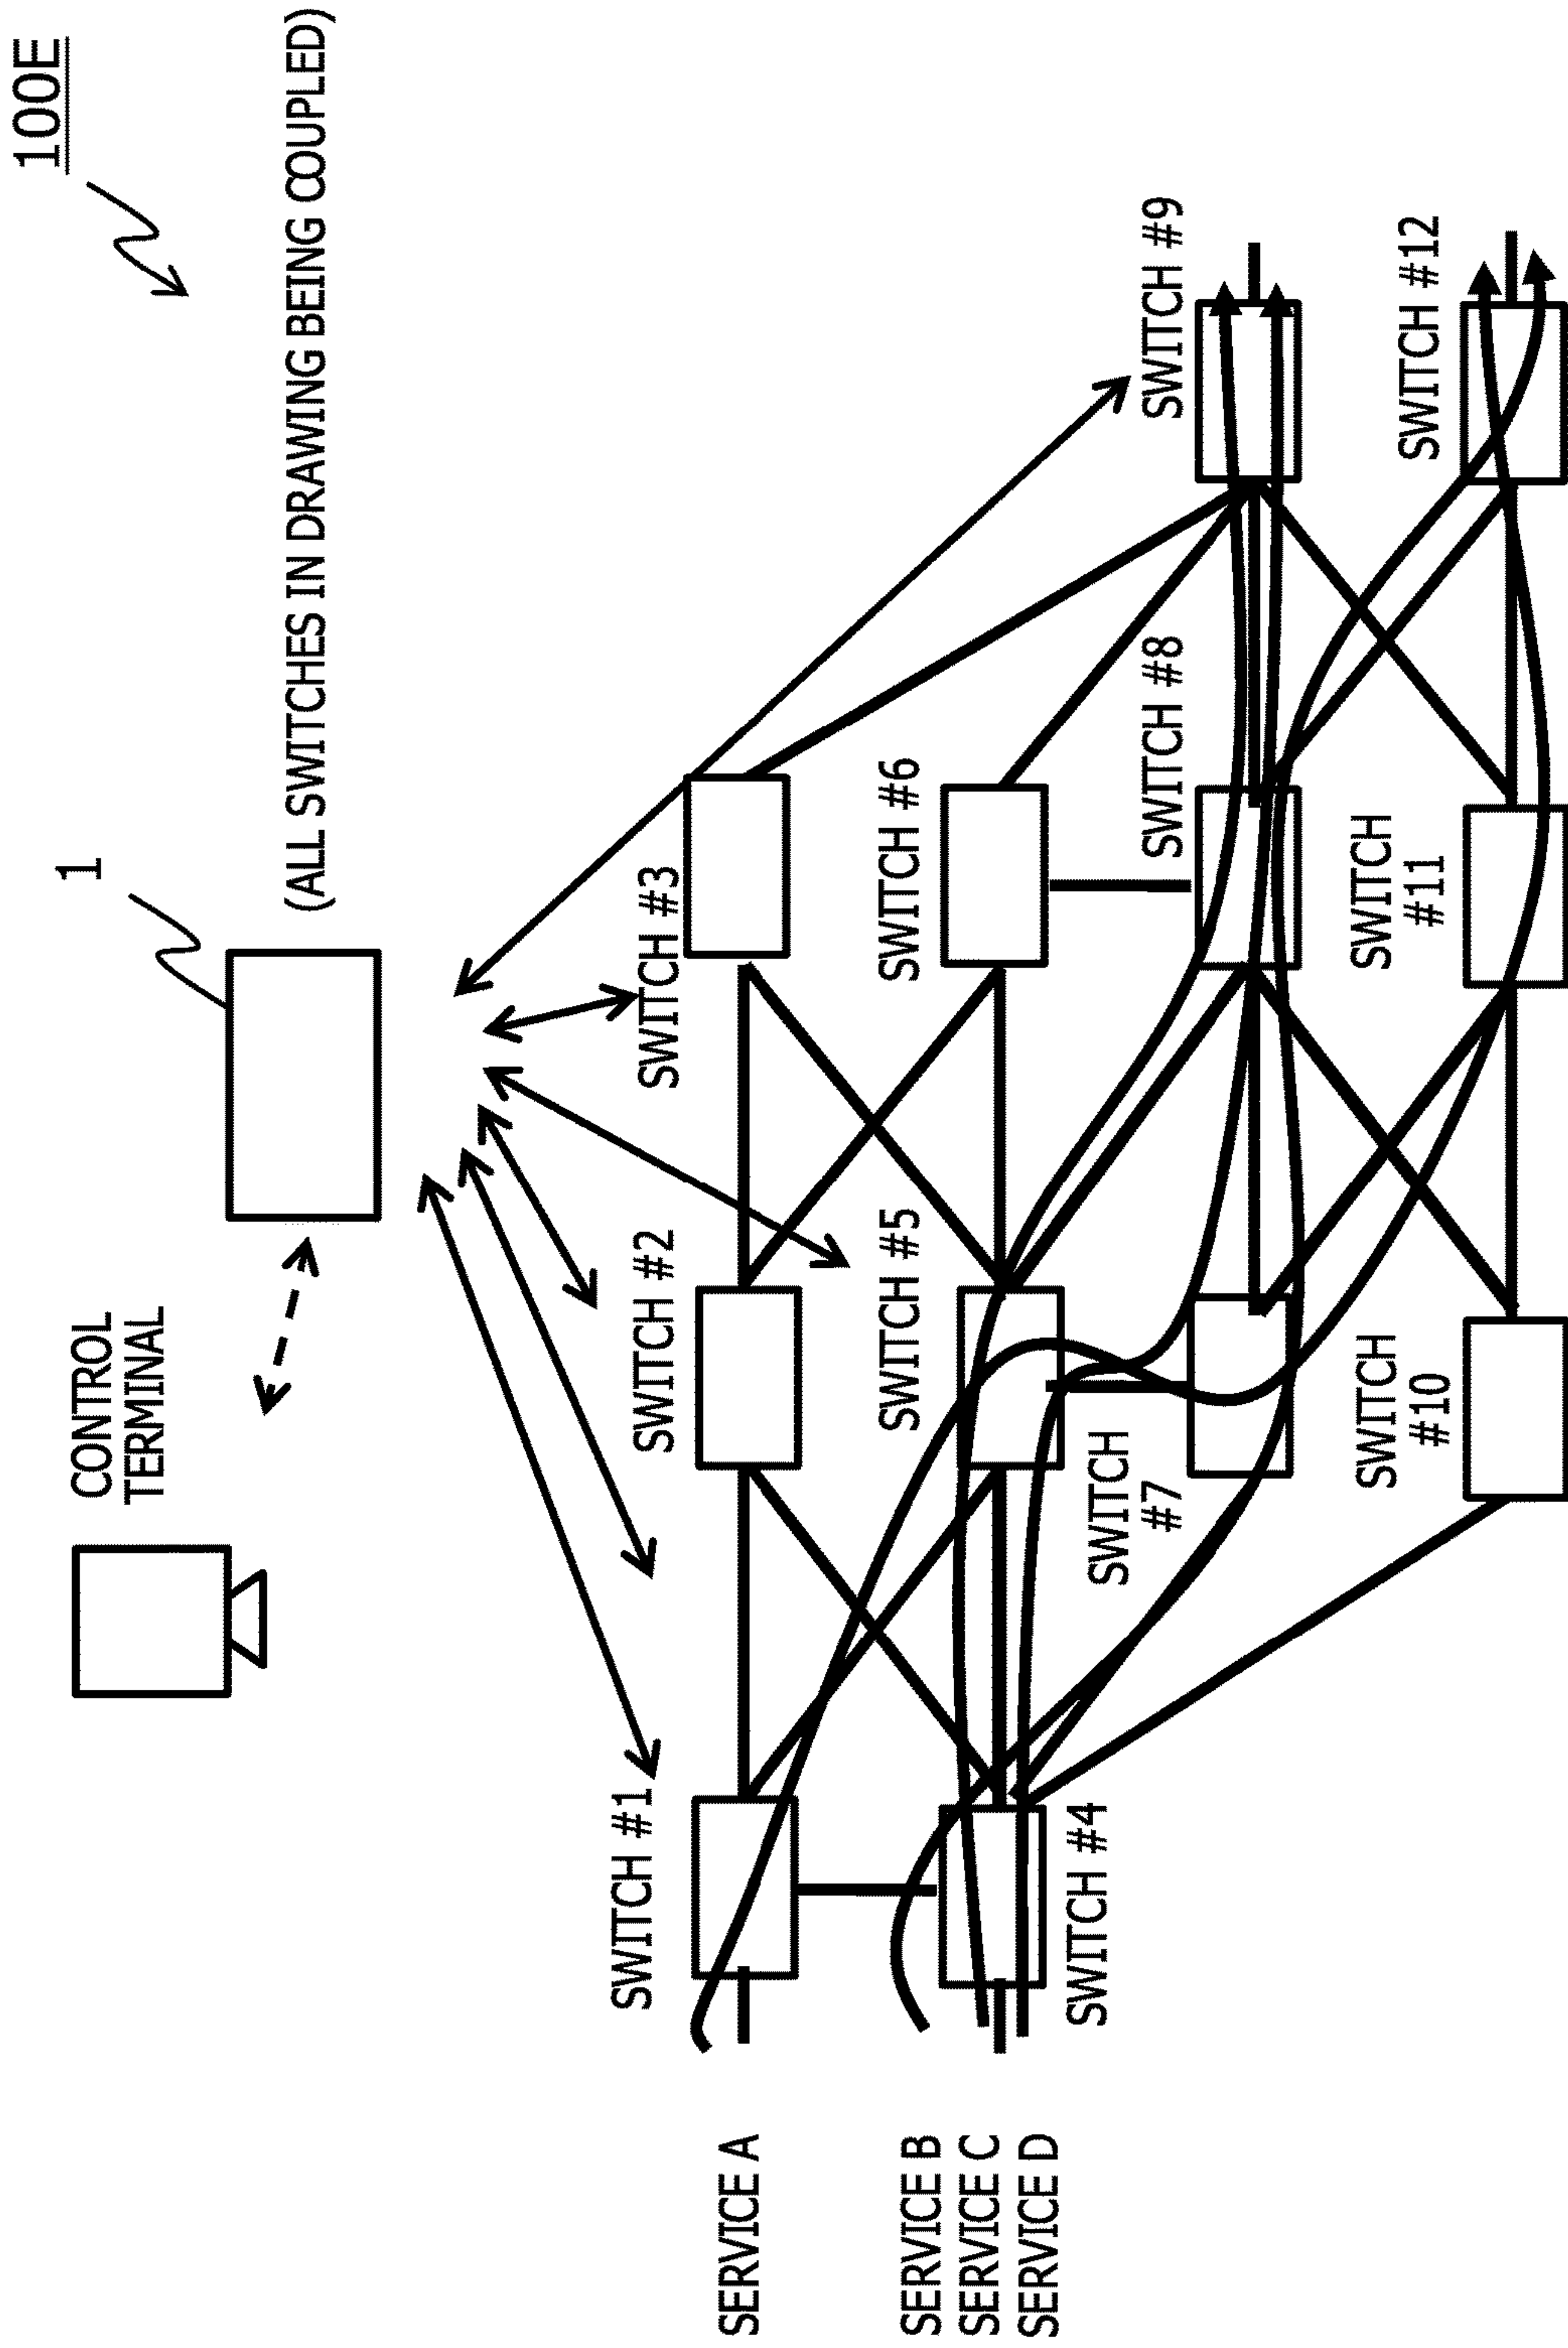 100E
1
(ALL SWITCHES IN DRAWING BEING COUPLED)
CONTROL
TERMINAL
SWITCH #1
SWITCH #2
SWITCH #3
SERVICE A
SWITCH #5
SWITCH #6
SERVICE B
SERVICE C
SERVICE D
SWITCH #4
SWITCH
#7
SWITCH #8
SWITCH #9
SWITCH
#10
SWITCH
#11
SWITCH #12